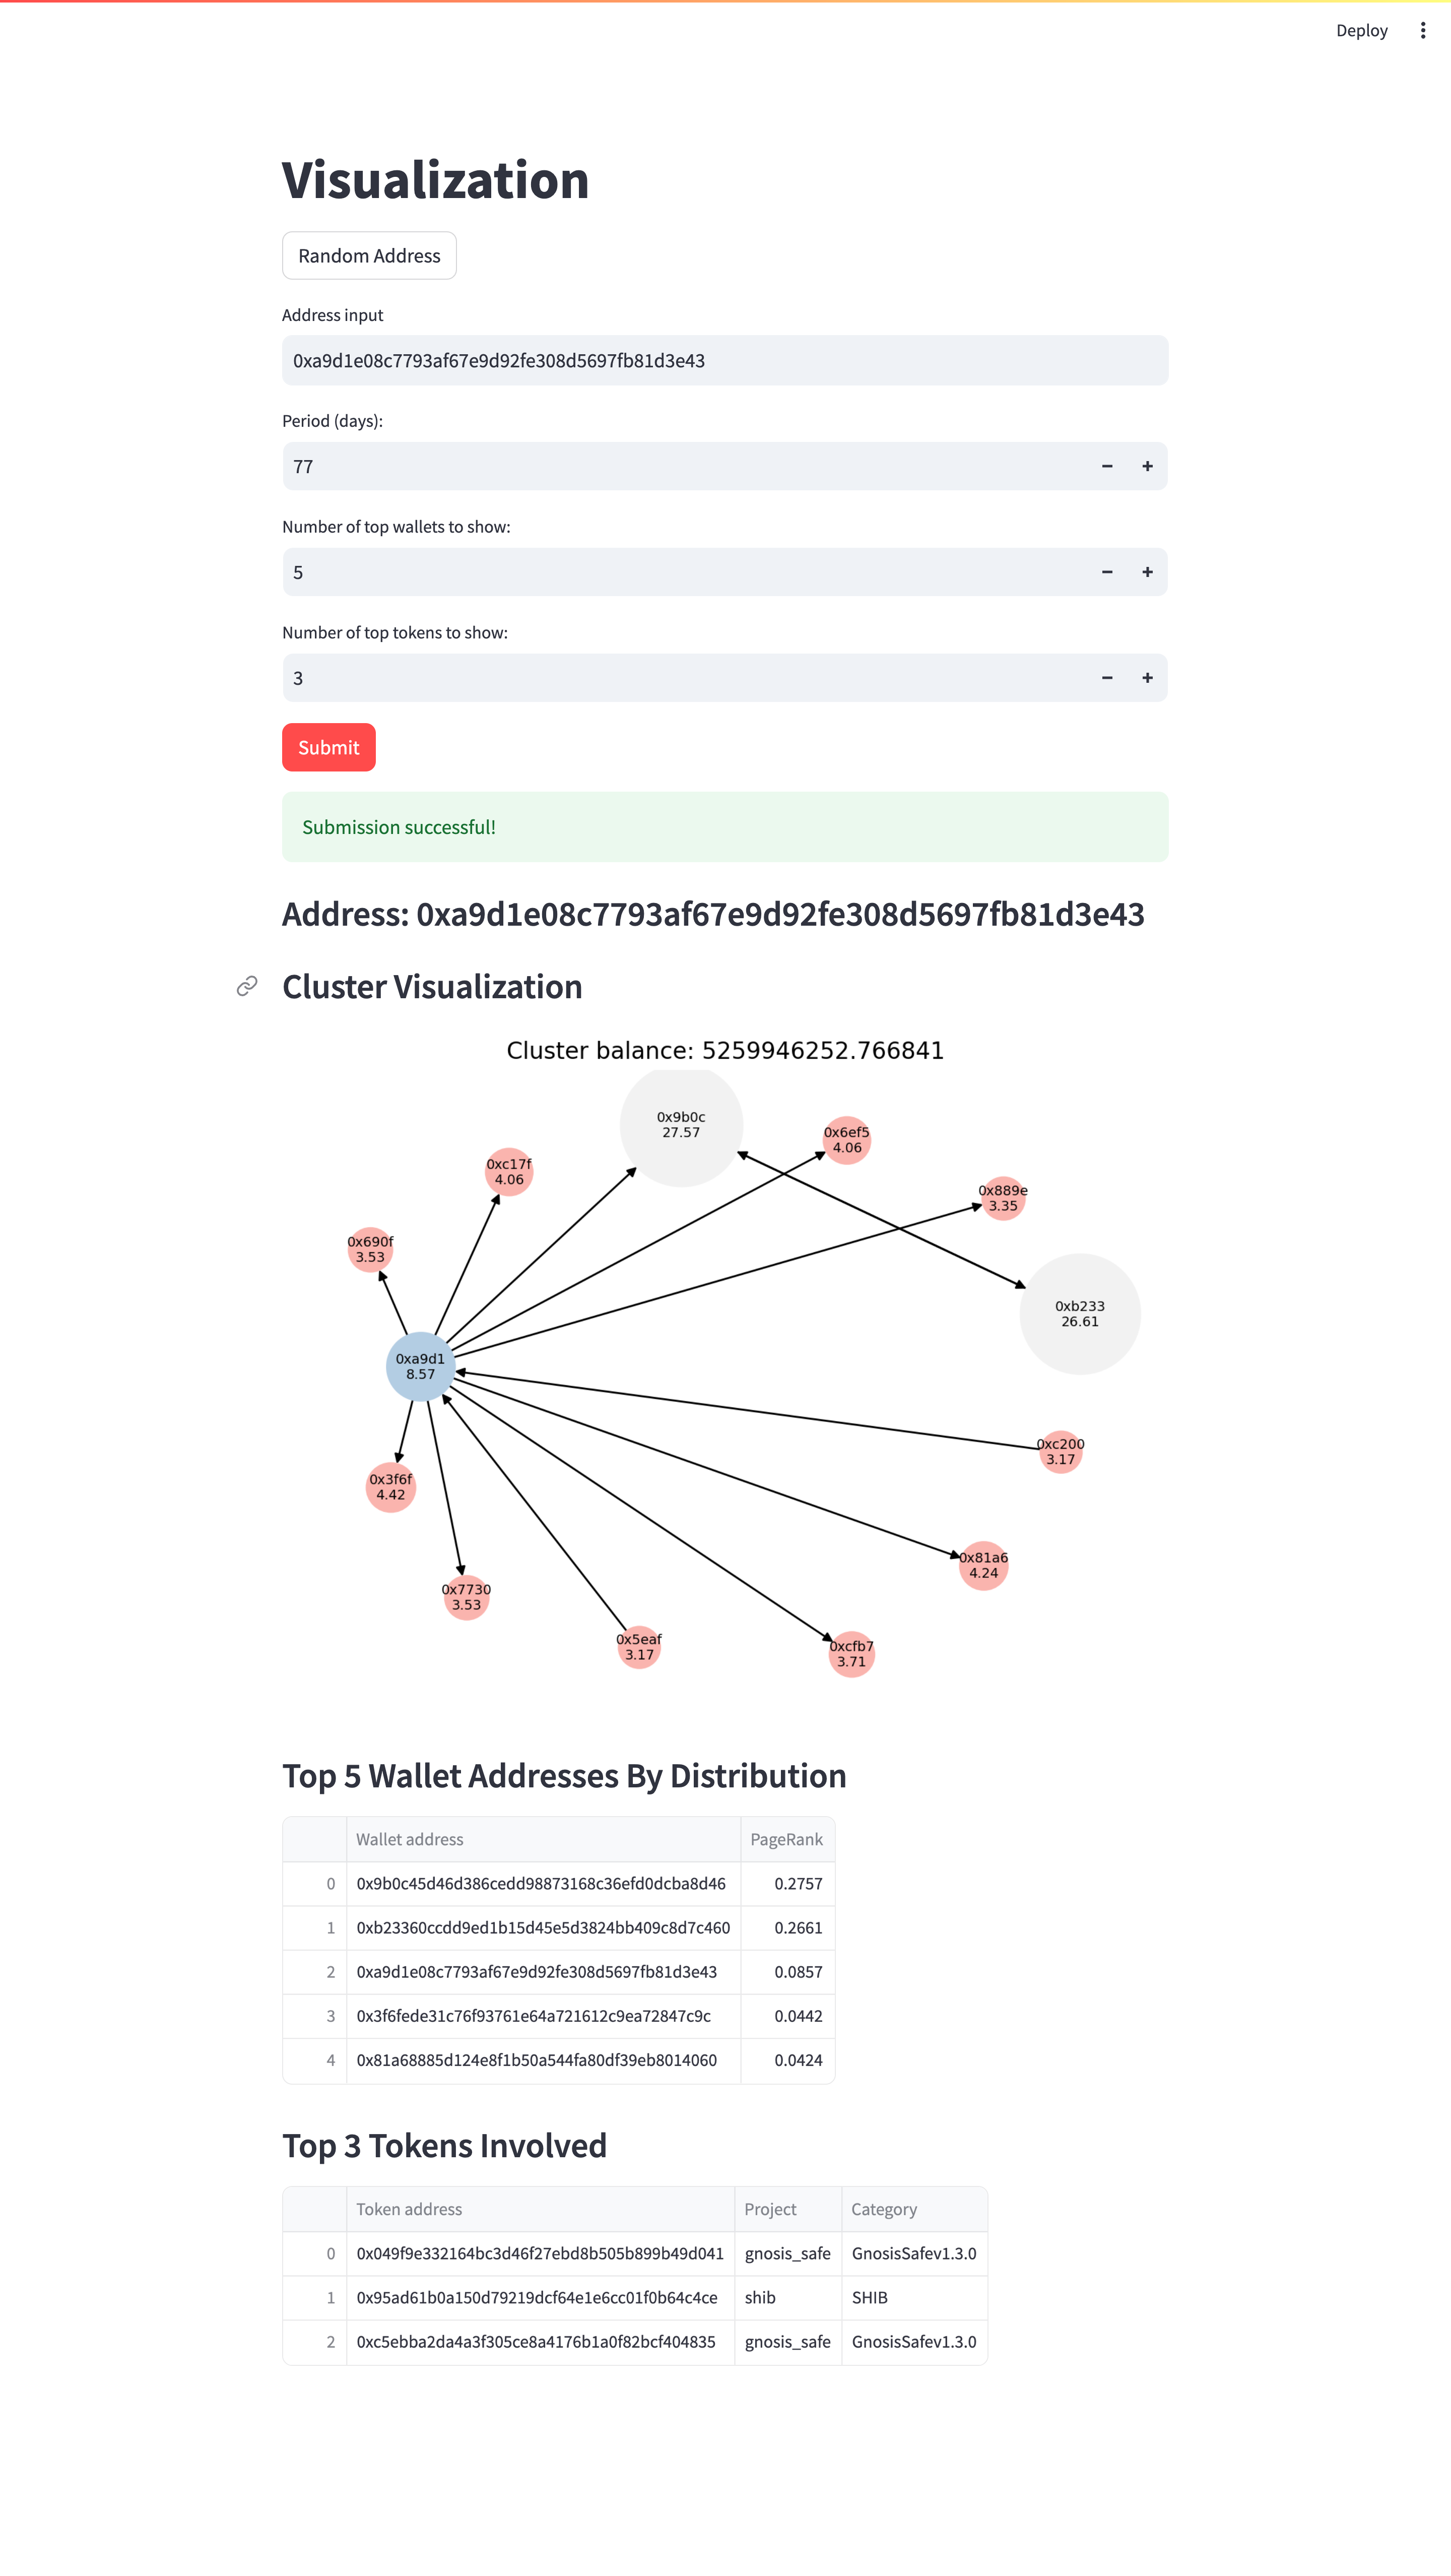 Deploy
Visualization
Random Address
Address input
0xa9d1e08c7793af67e9d92fe308d5697fb81d3e43
Period (days):
77
Number of top wallets to show:
5
Number of top tokens to show:
3
Submit
Submission successful!
Address: 0xa9d1e08c7793af67e9d92fe308d5697fb81d3e43
Cluster Visualization
Cluster balance: 5259946252.766841
0x9b0c
27.57
0x6ef5
4.06
0xc17f
4.06
0x889e
3.35
0x690f
3.53
0xb233
26.61
0xa9d1
8.57
0xc200
3.17
0x3f6f
4.42
0x81a6
4.24
0x7730
3.53
0x5eaf
3.17
0xcfb7
3.71
Top 5 Wallet Addresses By Distribution
Wallet address PageRank
0 0x9b0c45d46d386cedd98873168c36efd0dcba8d46 0.2757
1 0xb23360ccdd9ed1b15d45e5d3824bb409c8d7c460 0.2661
2 0xa9d1e08c7793af67e9d92fe308d5697fb81d3e43 0.0857
3 0x3f6fede31c76f93761e64a721612c9ea72847c9c 0.0442
4 0x81a68885d124e8f1b50a544fa80df39eb8014060 0.0424
Top 3 Tokens Involved
Token address Project Category
0 0x049f9e332164bc3d46f27ebd8b505b899b49d041 gnosis_safe GnosisSafev1.3.0
1 0x95ad61b0a150d79219dcf64e1e6cc01f0b64c4ce shib SHIB
2 0xc5ebba2da4a3f305ce8a4176b1a0f82bcf404835 gnosis_safe GnosisSafev1.3.0